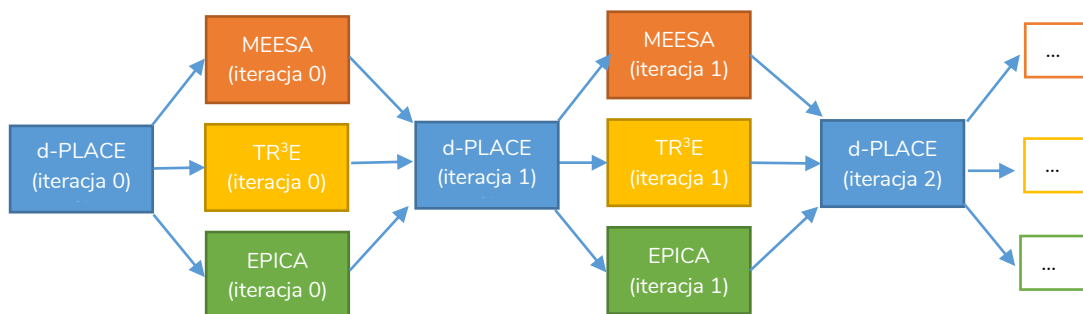 d-PLACE
(iteracja 0)
MEESA
(iteracja 0)
TR³E
(iteracja 0)
EPICA
(iteracja 0)
d-PLACE
(iteracja 1)
MEESA
(iteracja 1)
TR³E
(iteracja 1)
EPICA
(iteracja 1)
d-PLACE
(iteracja 2)
...
...
...